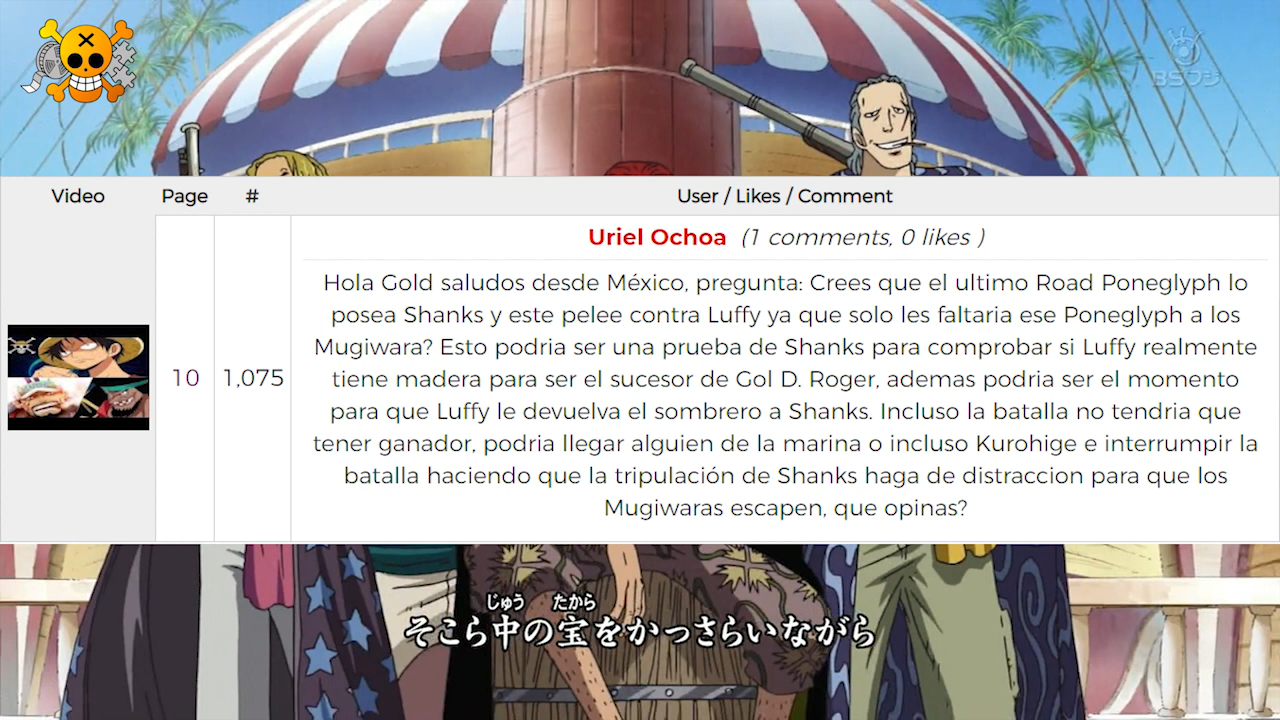 BSフジ
Video Page # User / Likes / Comment
Uriel Ochoa (1 comments, 0 likes )
Hola Gold saludos desde México, pregunta: Crees que el ultimo Road Poneglyph lo
posea Shanks y este pelee contra Luffy ya que solo les faltaria ese Poneglyph a los
Mugiwara? Esto podria ser una prueba de Shanks para comprobar si Luffy realmente
10 1,075
tiene madera para ser el sucesor de Gol D. Roger, ademas podria ser el momento
para que Luffy le devuelva el sombrero a Shanks. Incluso la batalla no tendria que
tener ganador, podria llegar alguien de la marina o incluso Kurohige e interrumpir la
batalla haciendo que la tripulación de Shanks haga de distraccion para que los
Mugiwaras escapen, que opinas?
じゅう たから
そこら中の宝をかっさらいながら